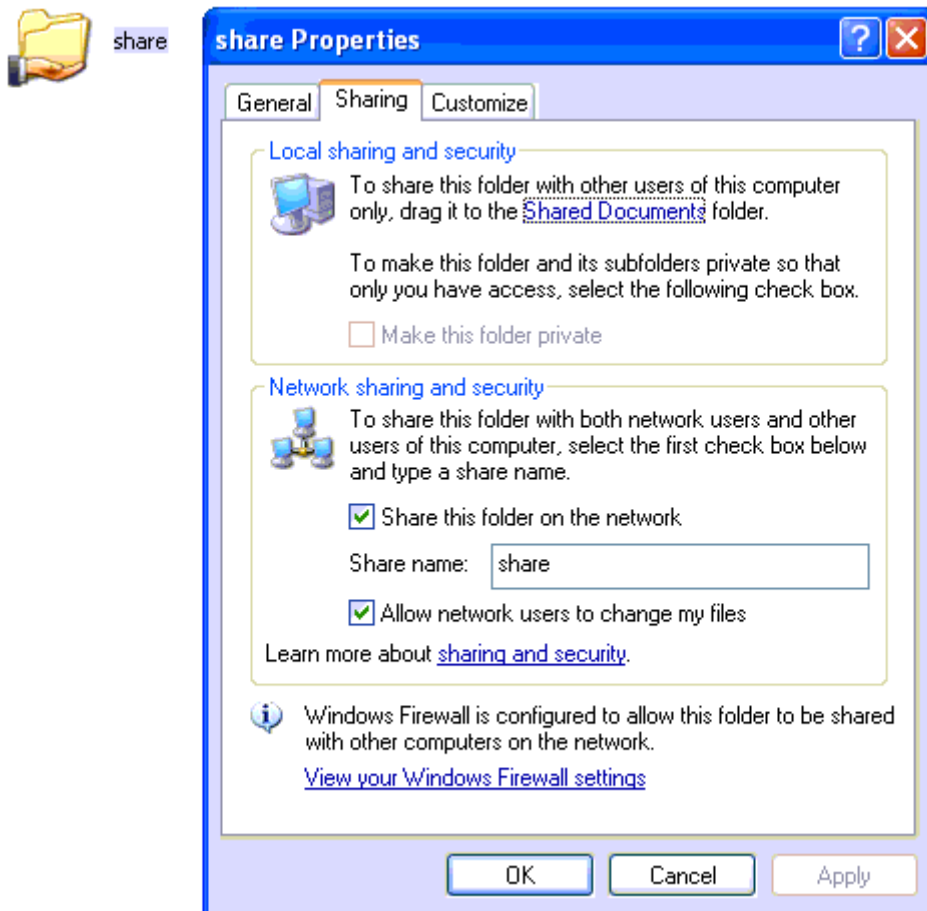 share
share Properties
General Sharing Customize
Local sharing and security
To share this folder with other users of this computer
only, drag it to the Shared Documents folder.
To make this folder and its subfolders private so that
only you have access, select the following check box.
Make this folder private
Network sharing and security
To share this folder with both network users and other
users of this computer, select the first check box below
and type a share name.
Share this folder on the network
Share name: share
Allow network users to change my files
Learn more about sharing and security.
Windows Firewall is configured to allow this folder to be shared
with other computers on the network.
View your Windows Firewall settings
OK Cancel Apply